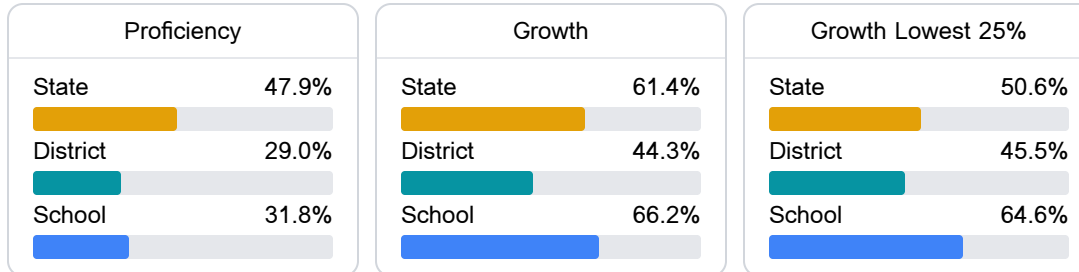 Proficiency
State 47.9%
District 29.0%
School 31.8%
Growth
State 61.4%
District 44.3%
School 66.2%
Growth Lowest 25%
State 50.6%
District 45.5%
School 64.6%